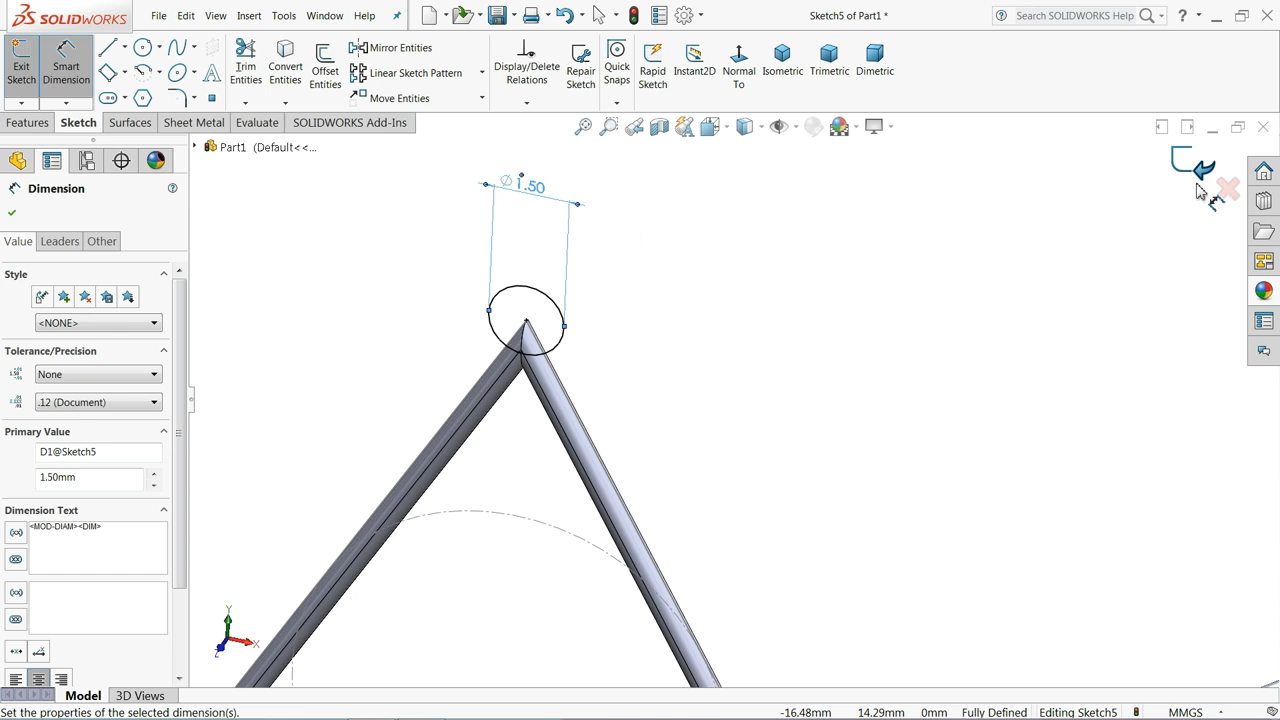 SOLIDWORKS
File
Edit
View
Insert
Tools
Window
Help
Sketch5 of Part1 *
Search SOLIDWORKS Help
Exit Sketch
Smart Dimension
Trim Entities
Convert Entities
Offset Entities
Mirror Entities
Linear Sketch Pattern
Move Entities
Display/Delete Relations
Repair Sketch
Quick Snaps
Rapid Sketch
Instant2D
Normal To
Isometric
Trimetric
Dimetric
Features
Sketch
Surfaces
Sheet Metal
Evaluate
SOLIDWORKS Add-Ins
Part1 (Default<<...
Dimension
Value
Leaders
Other
Style
<NONE>
Tolerance/Precision
None
.12 (Document)
Primary Value
D1@Sketch5
1.50mm
Dimension Text
<MOD-DIAM><DIM>
∅1.50
Y
X
Z
Model
3D Views
Set the properties of the selected dimension(s).
-16.48mm
14.29mm
0mm
Fully Defined
Editing Sketch5
MMGS